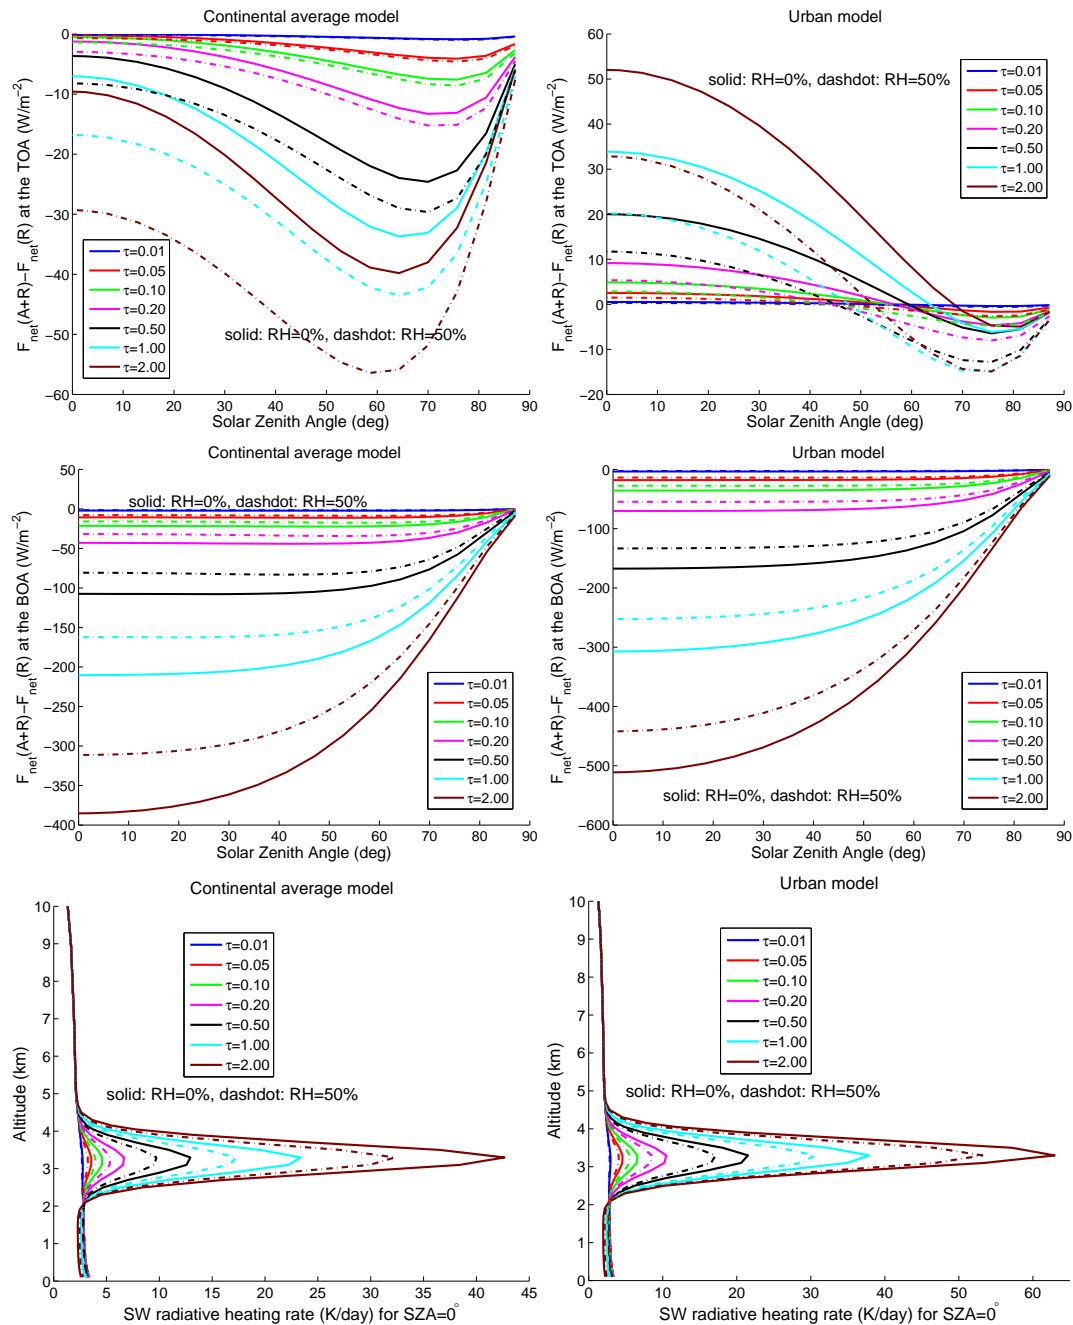 Continental average model
0
−10
−20
−30
−40
−50
−60
F_net(A+R)−F_net(R) at the TOA (W/m^−2)
τ=0.01
τ=0.05
τ=0.10
τ=0.20
τ=0.50
τ=1.00
τ=2.00
solid: RH=0%, dashdot: RH=50%
0 10 20 30 40 50 60 70 80 90
Solar Zenith Angle (deg)
Urban model
60
50
40
30
20
10
0
−10
−20
F_net(A+R)−F_net(R) at the TOA (W/m^−2)
solid: RH=0%, dashdot: RH=50%
τ=0.01
τ=0.05
τ=0.10
τ=0.20
τ=0.50
τ=1.00
τ=2.00
0 10 20 30 40 50 60 70 80 90
Solar Zenith Angle (deg)
Continental average model
50
0
−50
−100
−150
−200
−250
−300
−350
−400
F_net(A+R)−F_net(R) at the BOA (W/m^−2)
solid: RH=0%, dashdot: RH=50%
τ=0.01
τ=0.05
τ=0.10
τ=0.20
τ=0.50
τ=1.00
τ=2.00
0 10 20 30 40 50 60 70 80 90
Solar Zenith Angle (deg)
Urban model
0
−100
−200
−300
−400
−500
−600
F_net(A+R)−F_net(R) at the BOA (W/m^−2)
τ=0.01
τ=0.05
τ=0.10
τ=0.20
τ=0.50
τ=1.00
τ=2.00
solid: RH=0%, dashdot: RH=50%
0 10 20 30 40 50 60 70 80 90
Solar Zenith Angle (deg)
Continental average model
10
9
8
7
6
5
4
3
2
1
0
Altitude (km)
τ=0.01
τ=0.05
τ=0.10
τ=0.20
τ=0.50
τ=1.00
τ=2.00
solid: RH=0%, dashdot: RH=50%
0 5 10 15 20 25 30 35 40 45
SW radiative heating rate (K/day) for SZA=0°
Urban model
10
9
8
7
6
5
4
3
2
1
0
Altitude (km)
τ=0.01
τ=0.05
τ=0.10
τ=0.20
τ=0.50
τ=1.00
τ=2.00
solid: RH=0%, dashdot: RH=50%
0 10 20 30 40 50 60
SW radiative heating rate (K/day) for SZA=0°